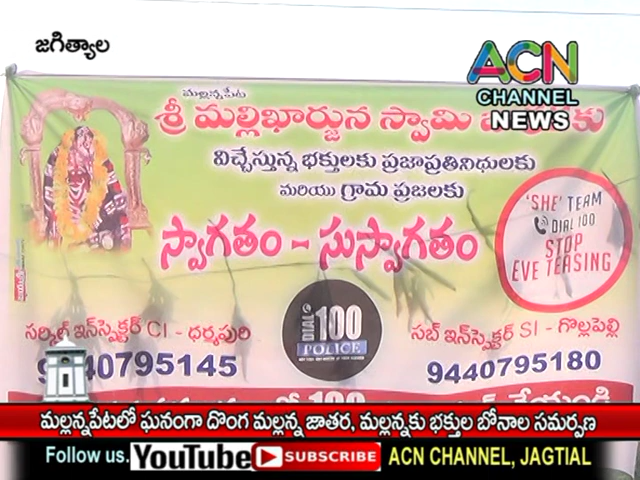 జగిత్యాల
ACN
CHANNEL
NEWS
మల్లన్నపేట
శ్రీ మల్లిఖార్జున స్వామి
విచ్చేస్తున్న భక్తులకు ప్రజాప్రతినిధులకు
మరియు గ్రామ ప్రజలకు
స్వాగతం - సుస్వాగతం
'SHE' TEAM
DIAL 100
STOP
EVE TEASING
DIAL 100
POLICE
సర్కిల్ ఇన్‌స్పెక్టర్ CI - ధర్మపురి
సబ్ ఇన్‌స్పెక్టర్ SI - గొల్లపెల్లి
9440795145
9440795180
100
మల్లన్నపేటలో ఘనంగా దొంగ మల్లన్న జాతర, మల్లన్నకు భక్తుల బోనాల సమర్పణ
Follow us. YouTube SUBSCRIBE ACN CHANNEL, JAGTIAL